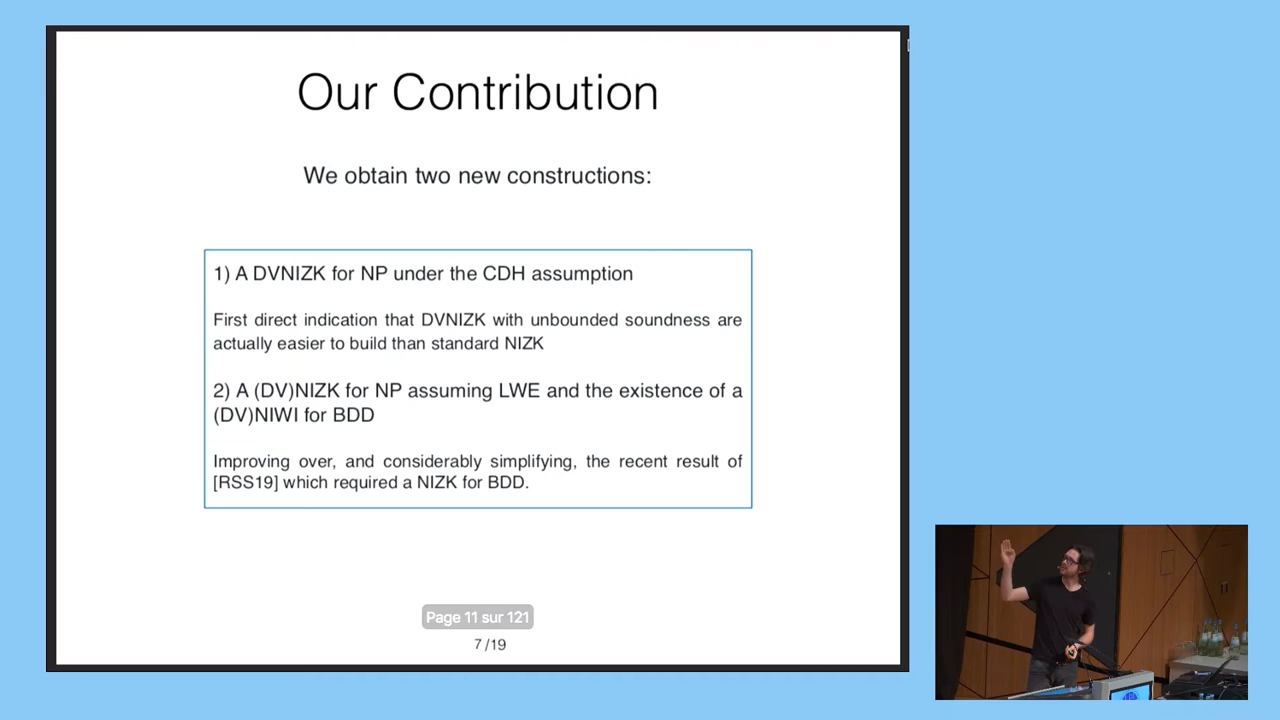 Our Contribution
We obtain two new constructions:
1) A DVNIZK for NP under the CDH assumption
First direct indication that DVNIZK with unbounded soundness are
actually easier to build than standard NIZK
2) A (DV)NIZK for NP assuming LWE and the existence of a
(DV)NIWI for BDD
Improving over, and considerably simplifying, the recent result of
[RSS19] which required a NIZK for BDD.
Page 11 sur 121
7 /19